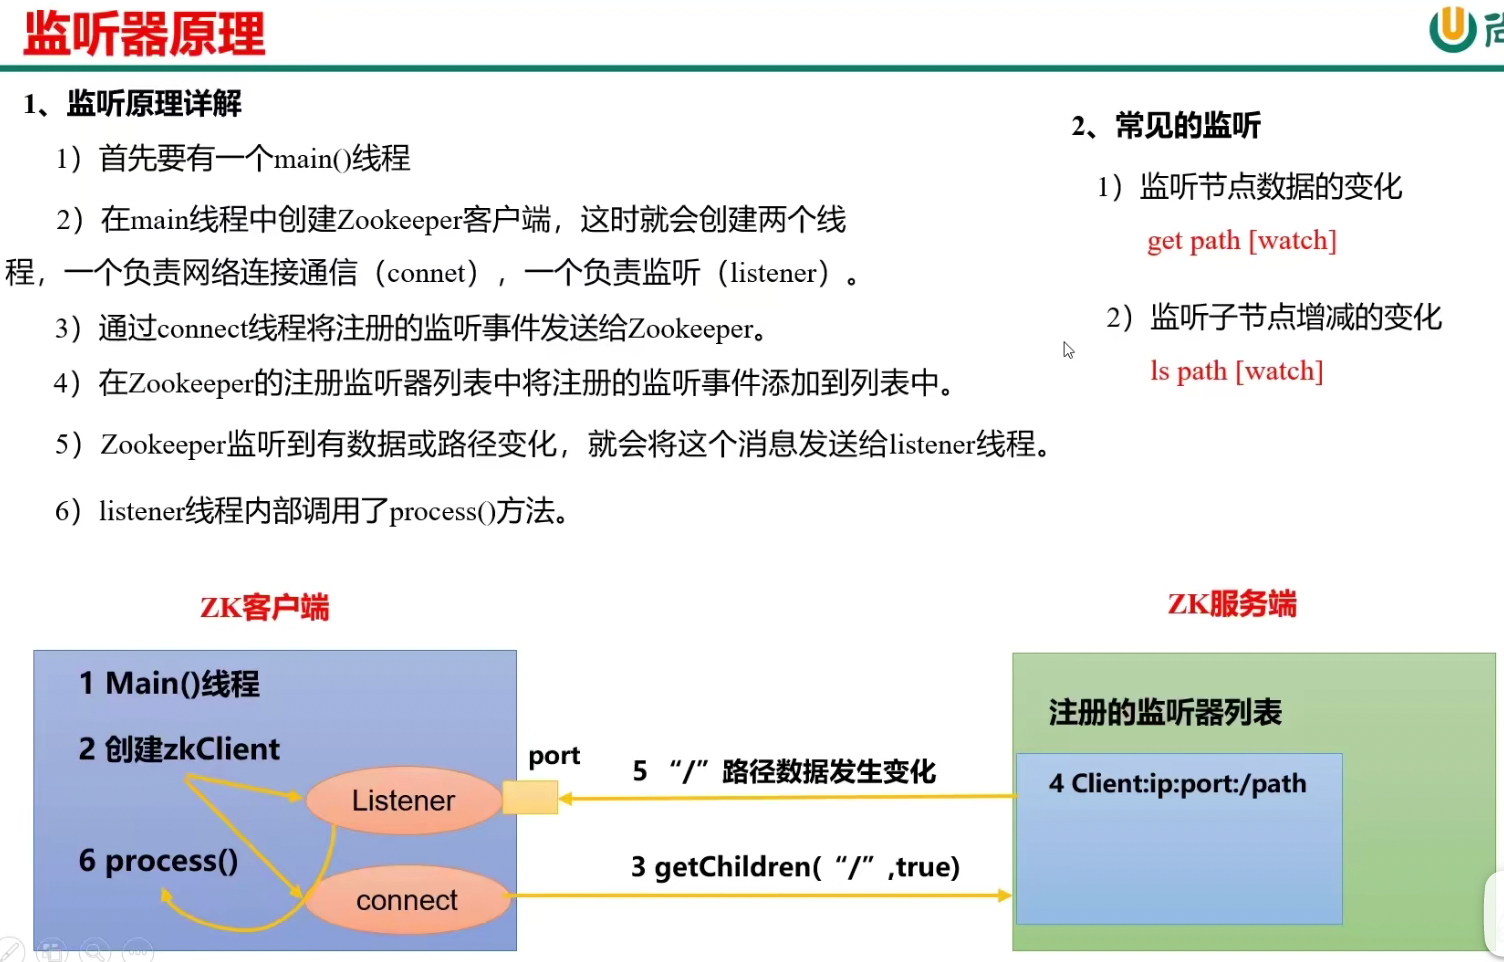 监听器原理
1、监听原理详解
1）首先要有一个main()线程
2）在main线程中创建Zookeeper客户端，这时就会创建两个线
程，一个负责网络连接通信（connet），一个负责监听（listener）。
3）通过connect线程将注册的监听事件发送给Zookeeper。
4）在Zookeeper的注册监听器列表中将注册的监听事件添加到列表中。
5）Zookeeper监听到有数据或路径变化，就会将这个消息发送给listener线程。
6）listener线程内部调用了process()方法。
2、常见的监听
1）监听节点数据的变化
get path [watch]
2）监听子节点增减的变化
ls path [watch]
ZK客户端
1 Main()线程
2 创建zkClient
Listener
6 process()
connect
port
5 “/”路径数据发生变化
3 getChildren(“/”,true)
ZK服务端
注册的监听器列表
4 Client:ip:port:/path